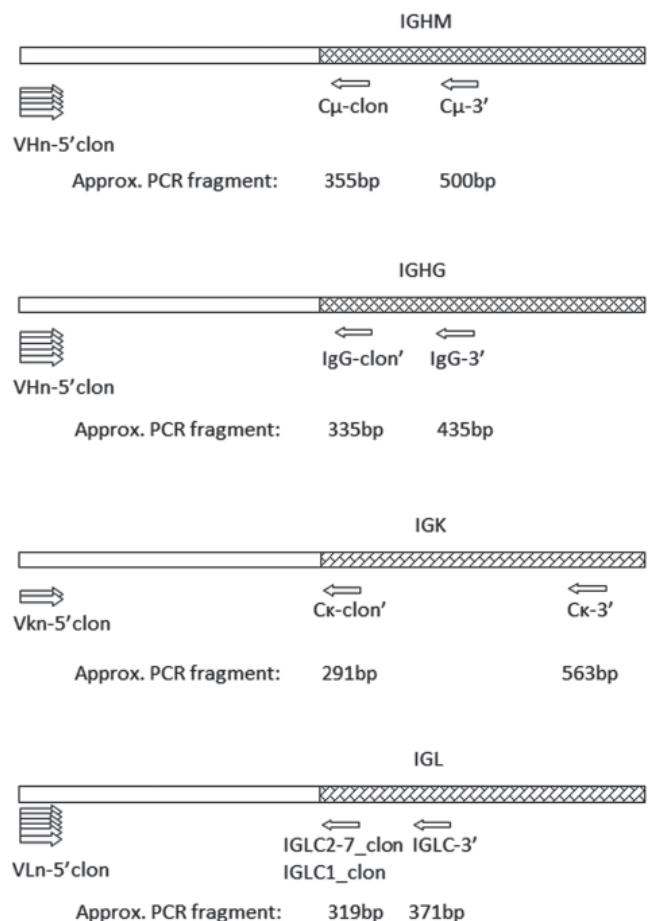 IGHM
Cμ-clon Cμ-3'
VHn-5'clon
Approx. PCR fragment: 355bp 500bp
IGHG
IgG-clon' IgG-3'
VHn-5'clon
Approx. PCR fragment: 335bp 435bp
IGK
Cκ-clon' Cκ-3'
Vkn-5'clon
Approx. PCR fragment: 291bp 563bp
IGL
IGLC2-7_clon IGLC-3'
VLn-5'clon IGLC1_clon
Approx. PCR fragment: 319bp 371bp